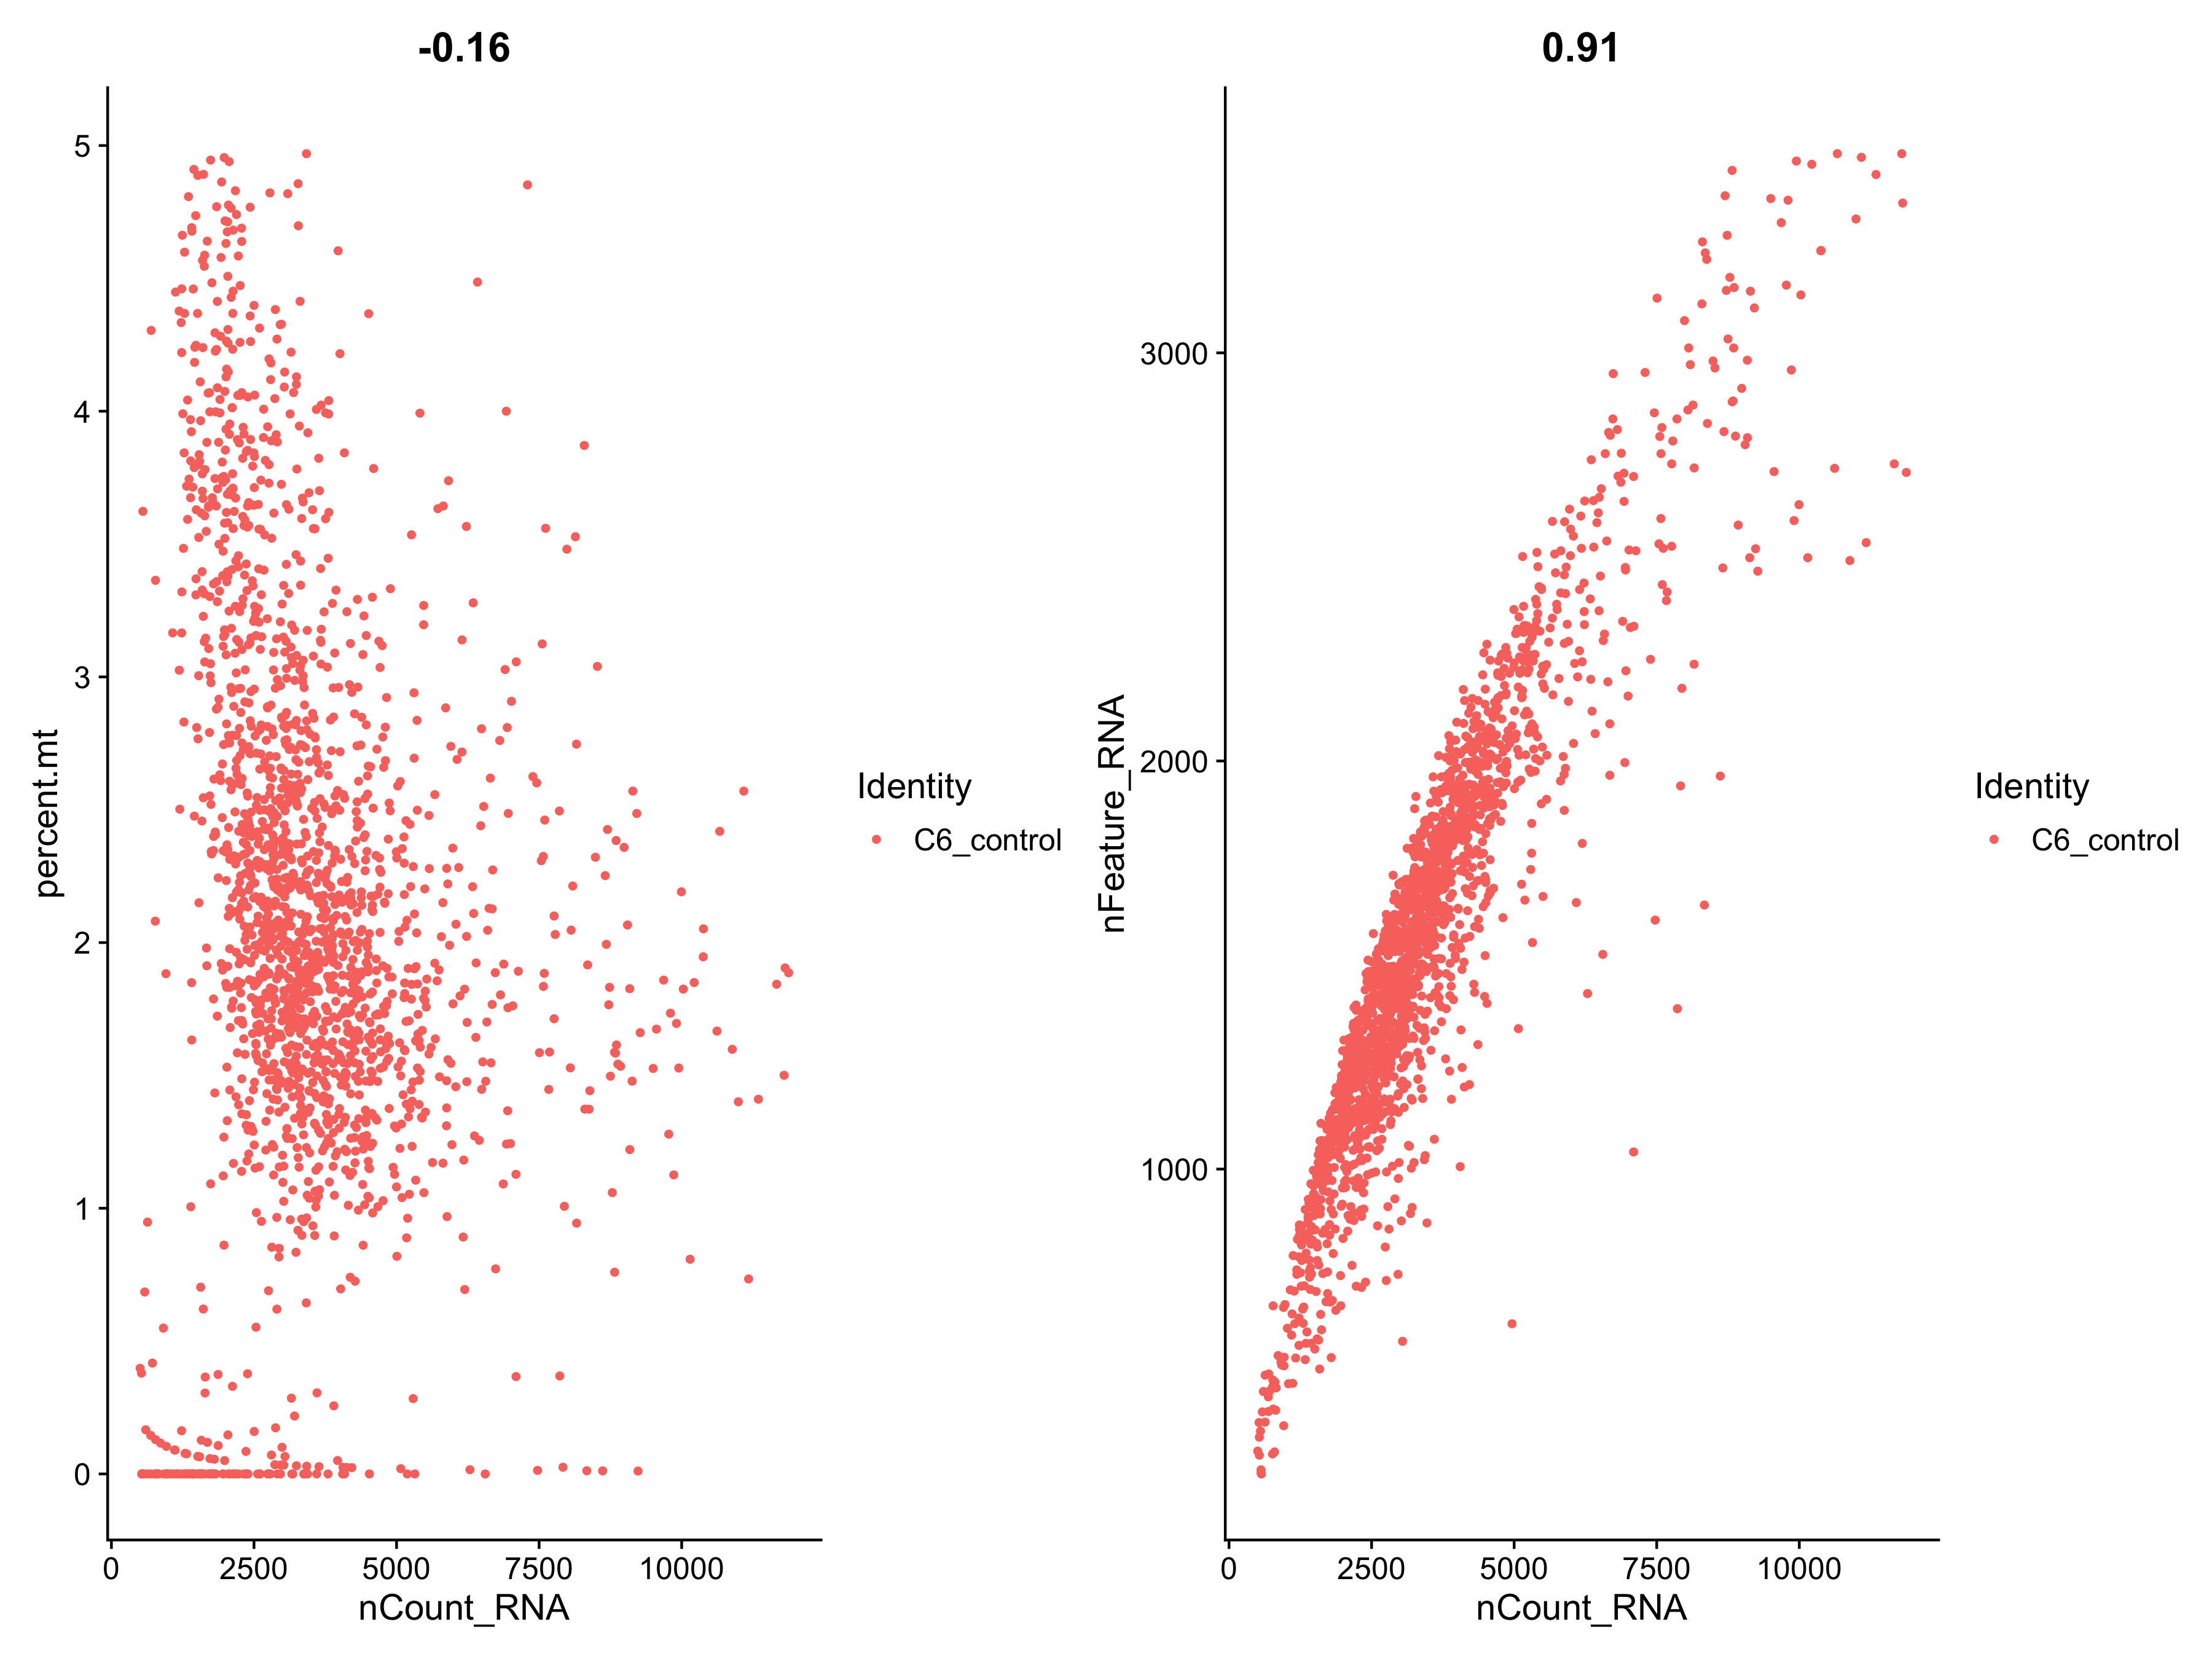 -0.16
percent.mt
5
4
3
2
1
0
0 2500 5000 7500 10000
nCount_RNA
Identity
C6_control
0.91
nFeature_RNA
3000
2000
1000
0 2500 5000 7500 10000
nCount_RNA
Identity
C6_control